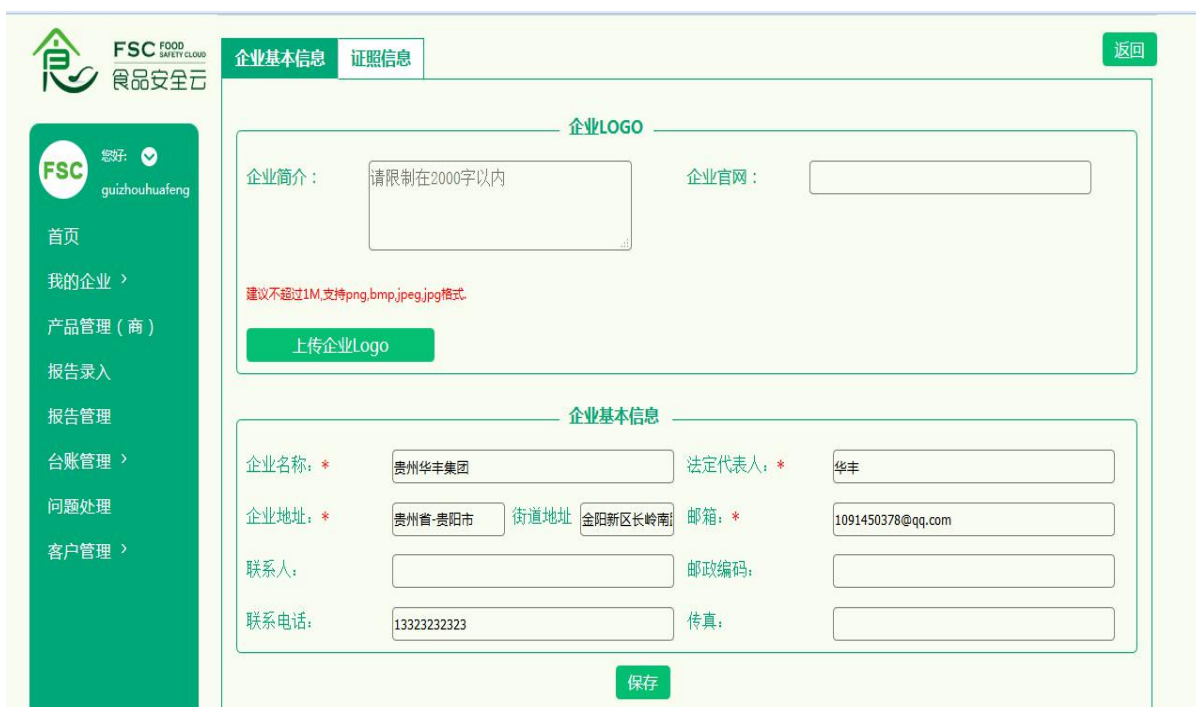 FSC FOOD SAFETY CLOUD
食品安全云
企业基本信息 证照信息 返回
FSC 您好:
guizhouhuafeng
首页
我的企业
产品管理（商）
报告录入
报告管理
台账管理
问题处理
客户管理
企业LOGO
企业简介： 请限制在2000字以内 企业官网：
建议不超过1M,支持png,bmp,jpeg,jpg格式.
上传企业Logo
企业基本信息
企业名称: * 贵州华丰集团 法定代表人: * 华丰
企业地址: * 贵州省-贵阳市 街道地址 金阳新区长岭南 邮箱: * 1091450378@qq.com
联系人: 邮政编码:
联系电话: 13323232323 传真:
保存